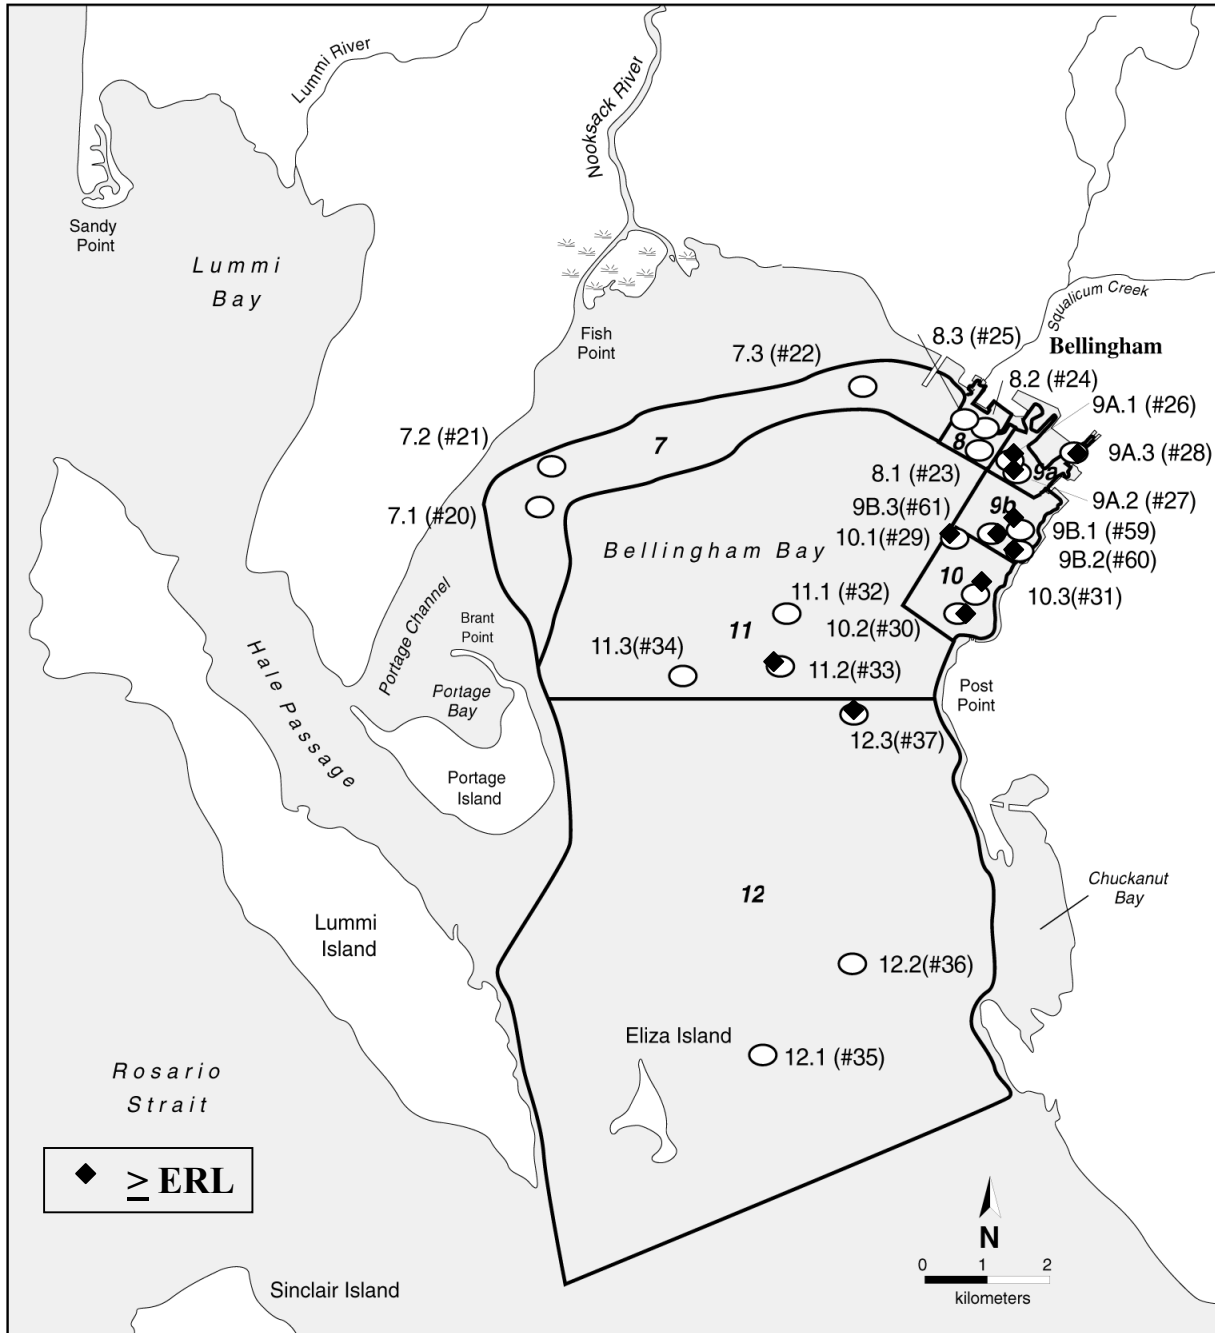 Lummi River
Nooksack River
Sandy
Point
Lummi
Bay
Squalicum Creek
Fish
Point
8.3 (#25)
Bellingham
7.3 (#22)
8.2 (#24)
9A.1 (#26)
7.2 (#21)
7
8
9A.3 (#28)
8.1 (#23)
9a
9A.2 (#27)
7.1 (#20)
9B.3(#61)
9b
9B.1 (#59)
10.1(#29)
Bellingham Bay
9B.2(#60)
10
10.3(#31)
11.1 (#32)
Portage Channel
Brant
Point
11
10.2(#30)
11.3(#34)
11.2(#33)
Hale Passage
Portage
Bay
Post
Point
12.3(#37)
Portage
Island
12
Chuckanut
Bay
Lummi
Island
12.2(#36)
Eliza Island
12.1 (#35)
Rosario
Strait
≥ ERL
N
0 1 2
kilometers
Sinclair Island